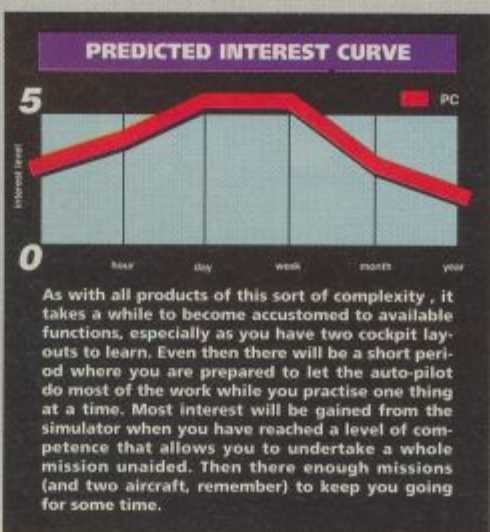 PREDICTED INTEREST CURVE
5
PC
interest level
0
hour day week month year
As with all products of this sort of complexity , it
takes a while to become accustomed to available
functions, especially as you have two cockpit lay-
outs to learn. Even then there will be a short peri-
od where you are prepared to let the auto-pilot
do most of the work while you practise one thing
at a time. Most interest will be gained from the
simulator when you have reached a level of com-
petence that allows you to undertake a whole
mission unaided. Then there enough missions
(and two aircraft, remember) to keep you going
for some time.